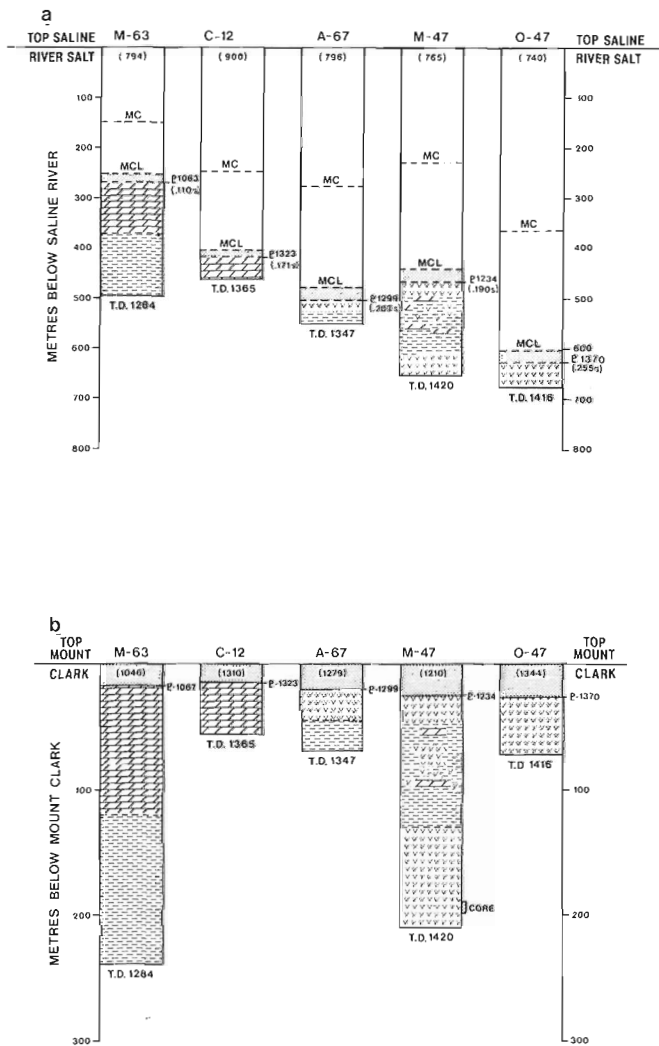 a
TOP SALINE M-63 C-12 A-67 M-47 O-47 TOP SALINE
RIVER SALT (794) (900) (796) (765) (740) RIVER SALT
100 100
MC
200 MC MC 200
MCL MC
P1063
300 (.110s) 300
MC
400 MCL 400
P1323
(.171s) MCL
MCL P1234
(.190s)
500 P1299 500
T.D. 1284 T.D. 1365
T.D. 1347
600 MCL 600
P 1370
(.255s)
T.D. 1420 T.D. 1416
700 700
800 800
METRES BELOW SALINE RIVER
b
TOP TOP
MOUNT M-63 C-12 A-67 M-47 O-47 MOUNT
CLARK (1046) (1310) (1279) (1210) (1344) CLARK
P-1067 P-1323 P-1299 P-1234 P-1370
T.D. 1365 T.D. 1347 T.D 1416
100 100
CORE
200 200
T.D. 1420
T.D. 1284
300 300
METRES BELOW MOUNT CLARK